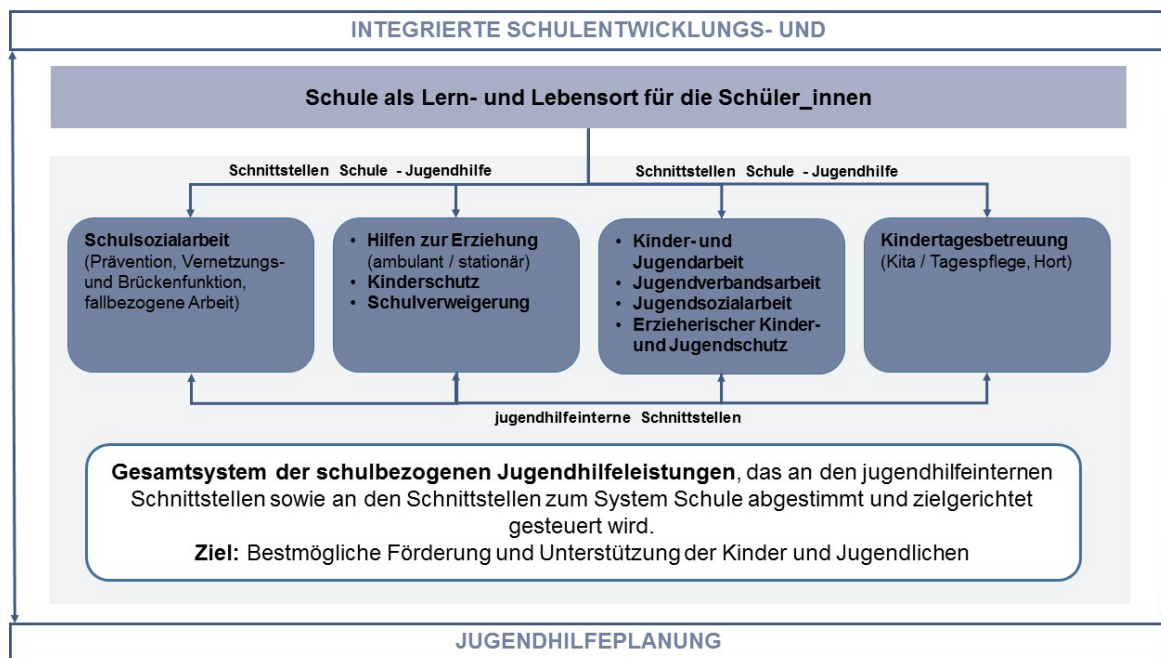 INTEGRIERTE SCHULENTWICKLUNGS- UND
Schule als Lern- und Lebensort für die Schüler_innen
Schnittstellen Schule - Jugendhilfe
Schnittstellen Schule - Jugendhilfe
Schulsozialarbeit
(Prävention, Vernetzungs-
und Brückenfunktion,
fallbezogene Arbeit)
• Hilfen zur Erziehung
(ambulant / stationär)
• Kinderschutz
• Schulverweigerung
• Kinder- und
Jugendarbeit
• Jugendverbandsarbeit
• Jugendsozialarbeit
• Erzieherischer Kinder-
und Jugendschutz
Kindertagesbetreuung
(Kita / Tagespflege, Hort)
jugendhilfeinterne Schnittstellen
Gesamtsystem der schulbezogenen Jugendhilfeleistungen, das an den jugendhilfeinternen
Schnittstellen sowie an den Schnittstellen zum System Schule abgestimmt und zielgerichtet
gesteuert wird.
Ziel: Bestmögliche Förderung und Unterstützung der Kinder und Jugendlichen
JUGENDHILFEPLANUNG